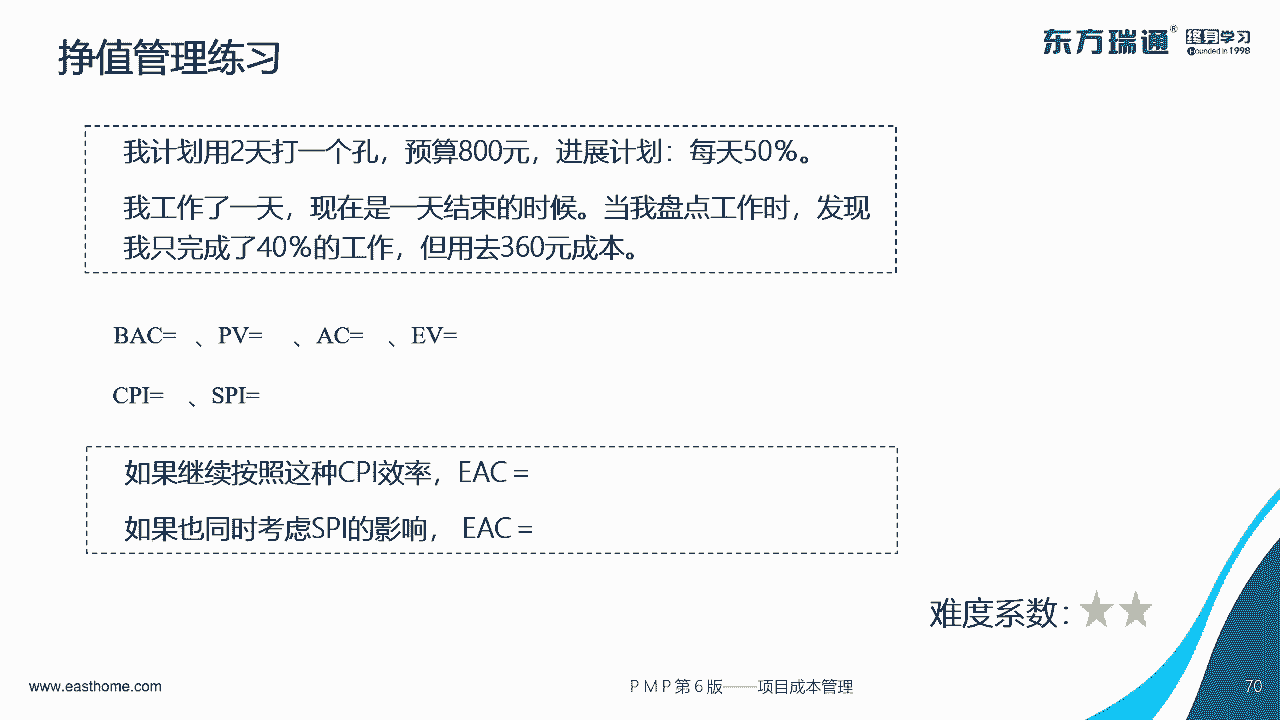 挣值管理练习
东方瑞通® 终身学习
Founded in 1998
我计划用2天打一个孔，预算800元，进展计划：每天50%。
我工作了一天，现在是一天结束的时候。当我盘点工作时，发现
我只完成了40%的工作，但用去360元成本。
BAC= 、PV= 、AC= 、EV=
CPI= 、SPI=
如果继续按照这种CPI效率，EAC＝
如果也同时考虑SPI的影响， EAC＝
难度系数：★★
www.easthome.com
PMP第6版——项目成本管理
70